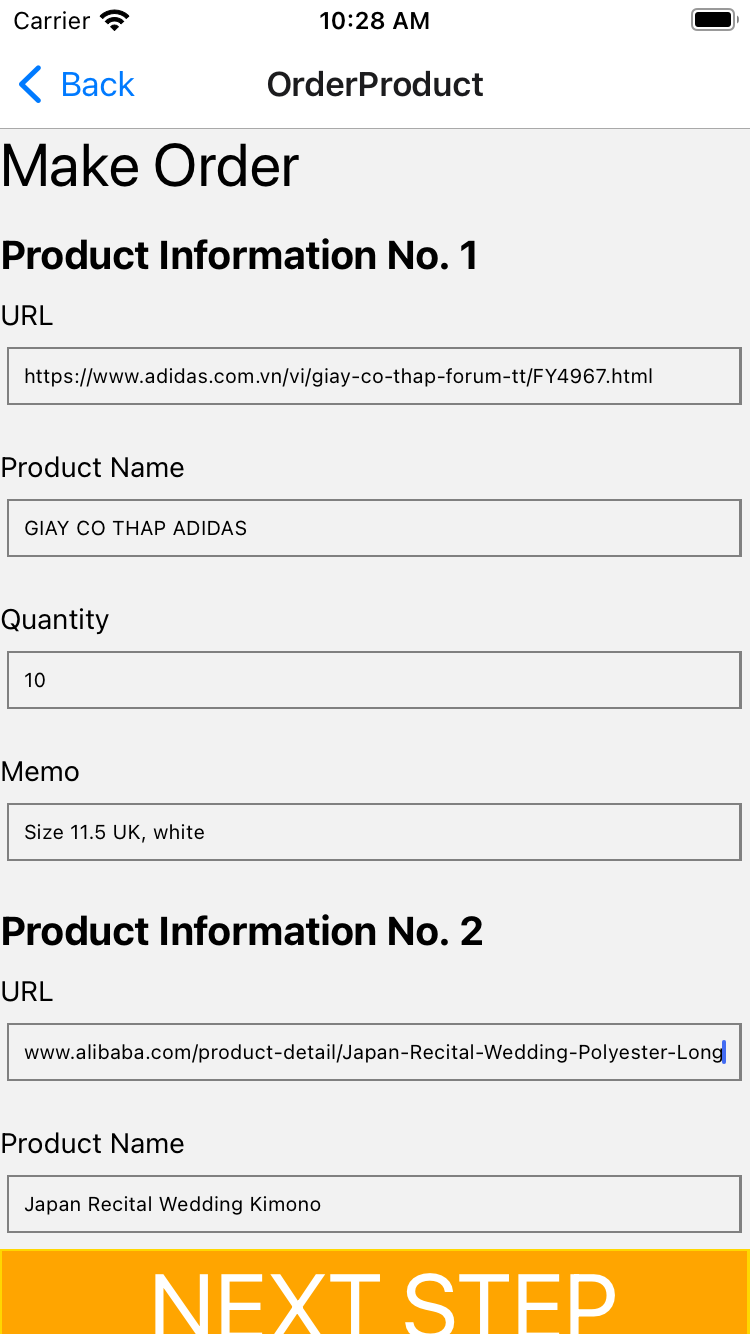 Carrier 10:28 AM
Back OrderProduct
Make Order
Product Information No. 1
URL
https://www.adidas.com.vn/vi/giay-co-thap-forum-tt/FY4967.html
Product Name
GIAY CO THAP ADIDAS
Quantity
10
Memo
Size 11.5 UK, white
Product Information No. 2
URL
www.alibaba.com/product-detail/Japan-Recital-Wedding-Polyester-Long
Product Name
Japan Recital Wedding Kimono
NEXT STEP